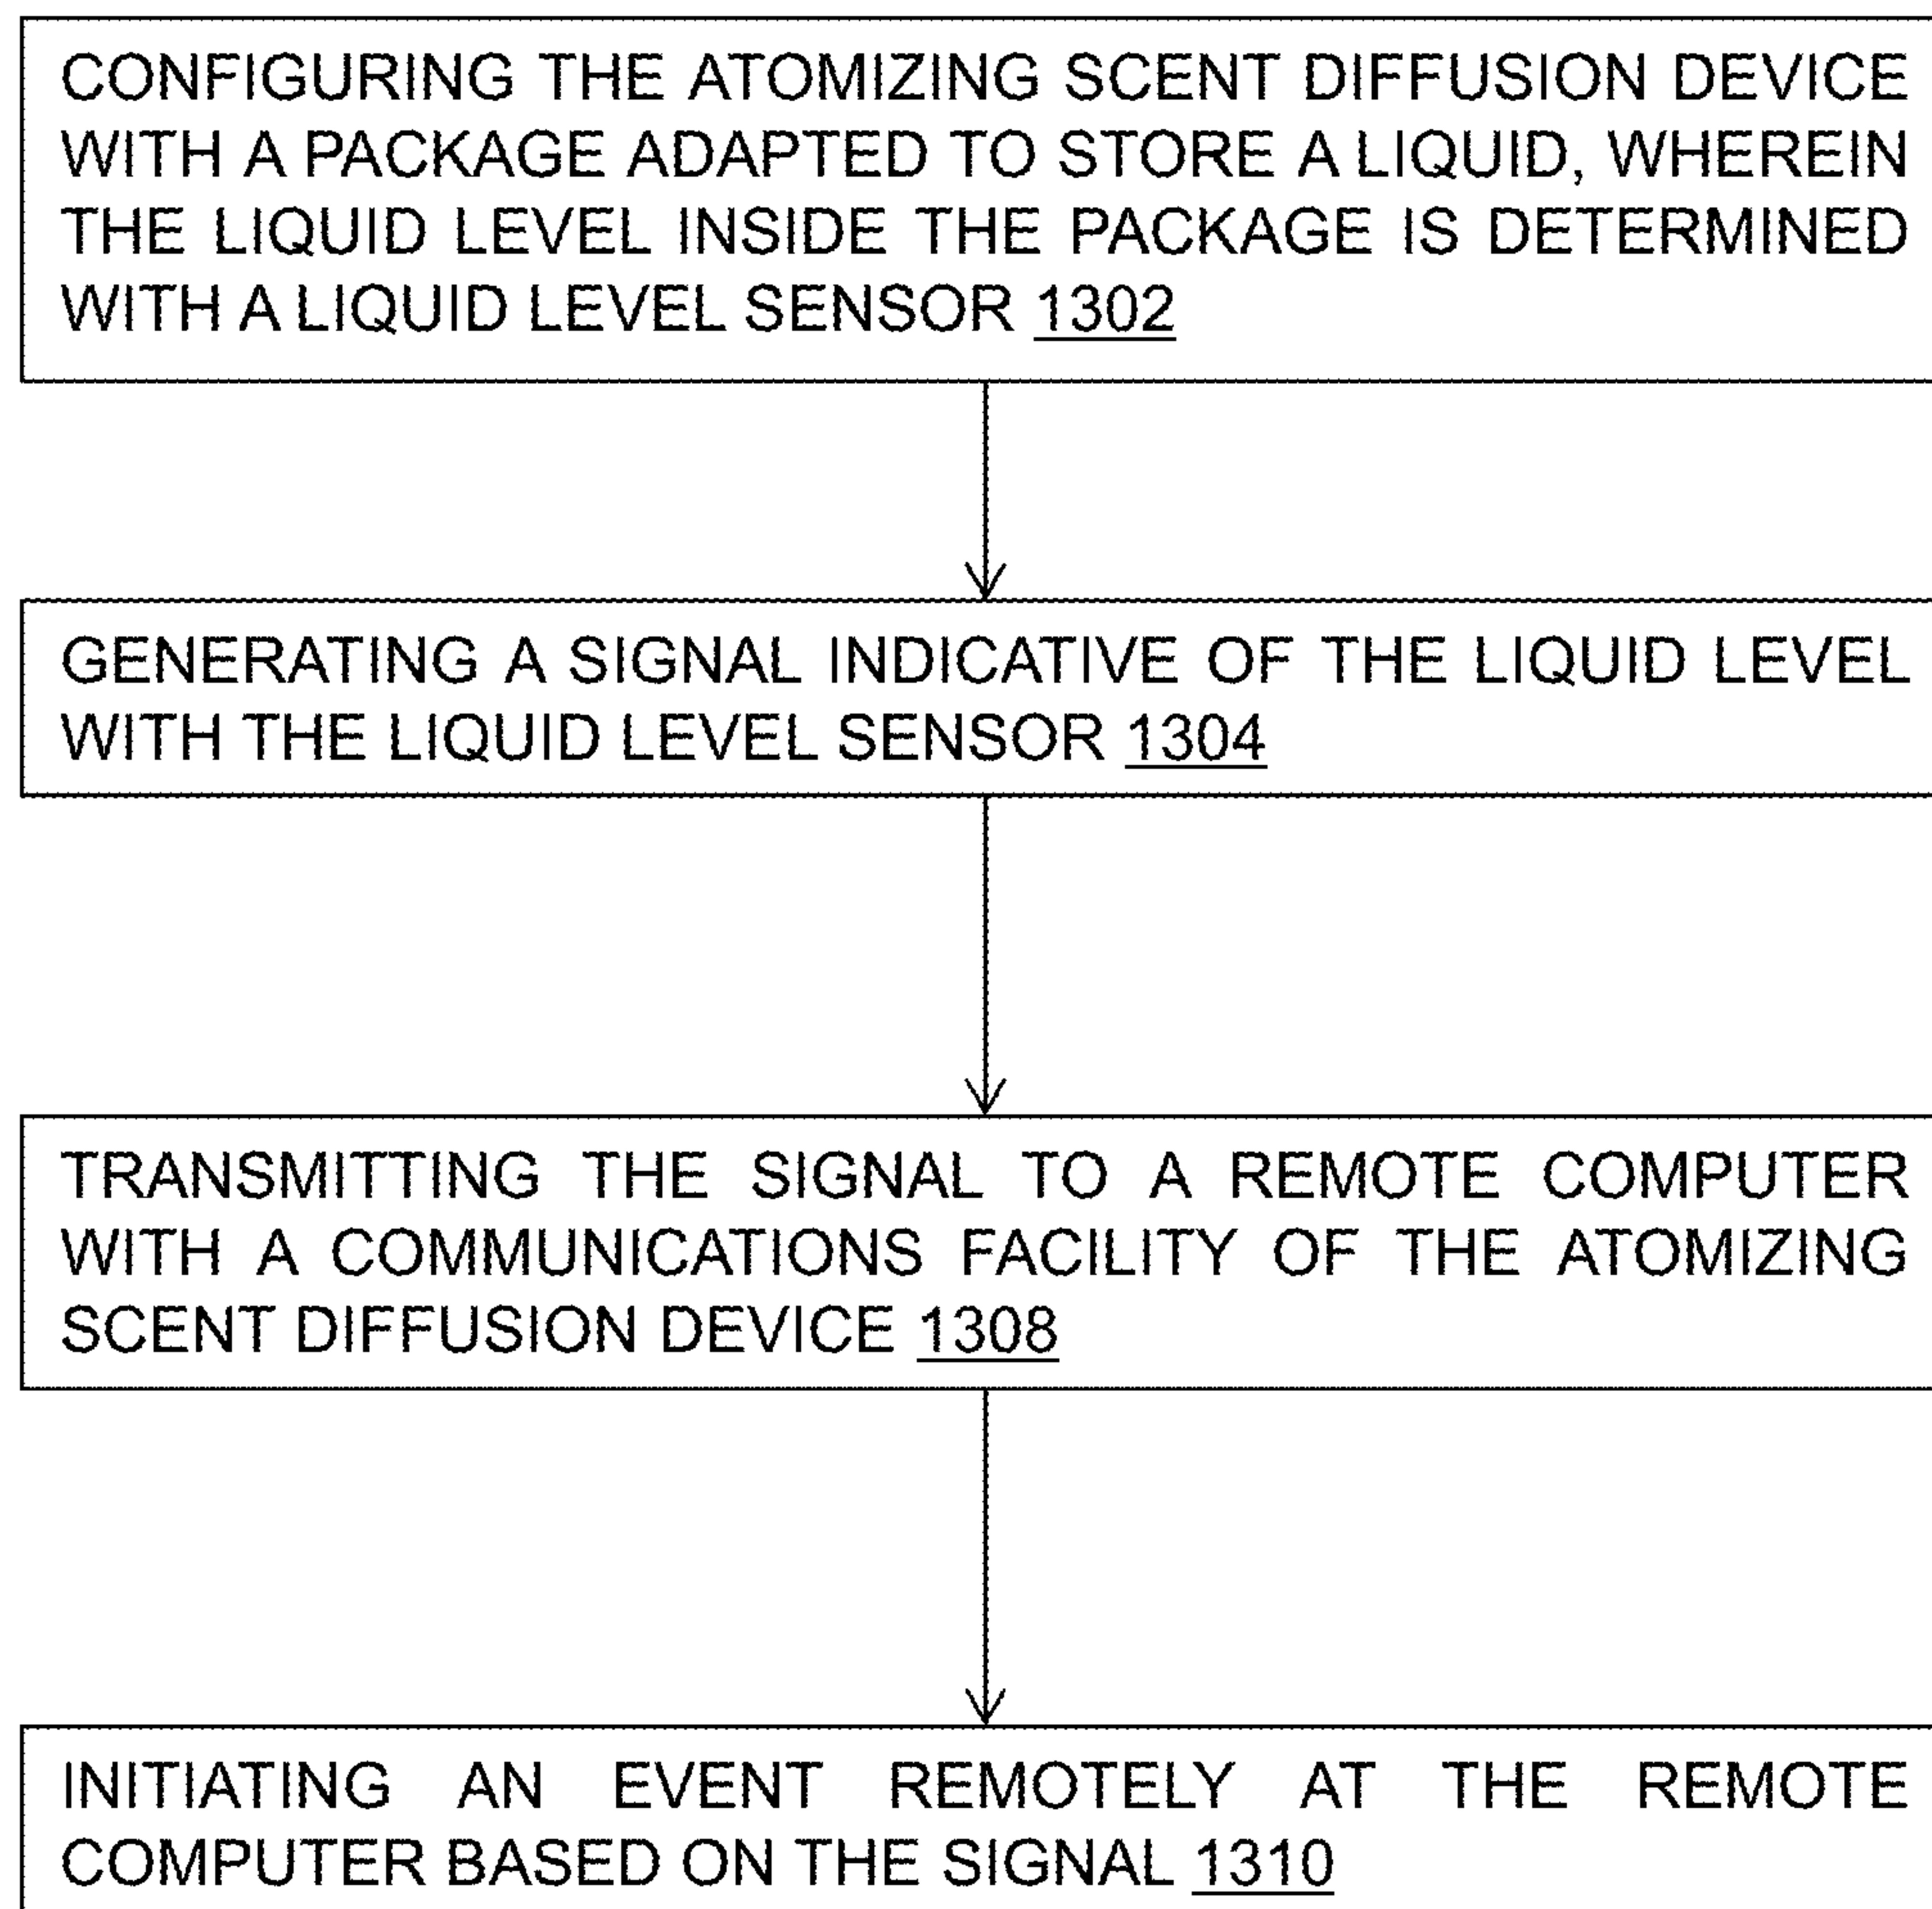 CONFIGURING THE ATOMIZING SCENT DIFFUSION DEVICE
WITH A PACKAGE ADAPTED TO STORE A LIQUID, WHEREIN
THE LIQUID LEVEL INSIDE THE PACKAGE IS DETERMINED
WITH A LIQUID LEVEL SENSOR 1302
GENERATING A SIGNAL INDICATIVE OF THE LIQUID LEVEL
WITH THE LIQUID LEVEL SENSOR 1304
TRANSMITTING THE SIGNAL TO A REMOTE COMPUTER
WITH A COMMUNICATIONS FACILITY OF THE ATOMIZING
SCENT DIFFUSION DEVICE 1308
INITIATING AN EVENT REMOTELY AT THE REMOTE
COMPUTER BASED ON THE SIGNAL 1310